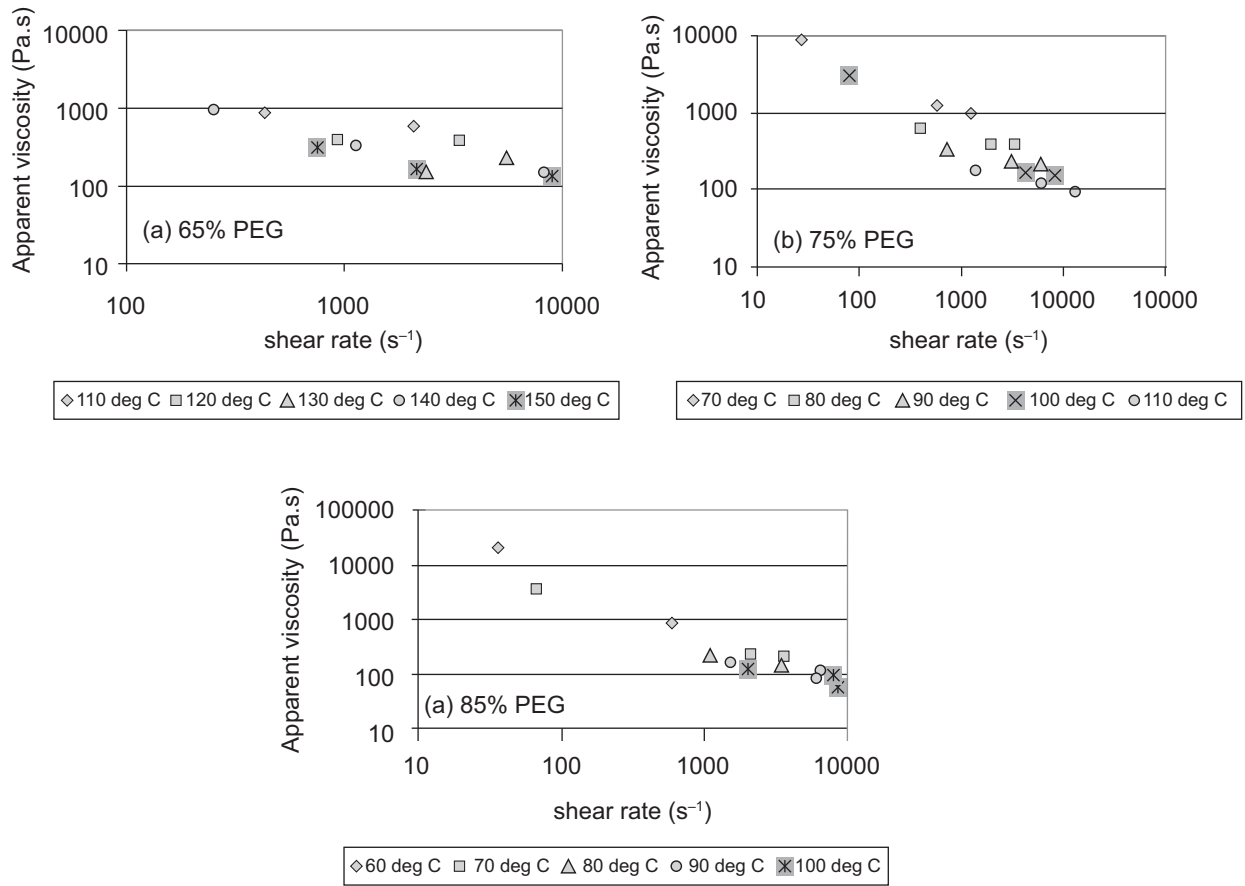 Apparent viscosity (Pa.s)
10000
1000
100
10
(a) 65% PEG
100
1000
10000
shear rate (s⁻¹)
110 deg C 120 deg C 130 deg C 140 deg C 150 deg C
Apparent viscosity (Pa.s)
10000
1000
100
10
(b) 75% PEG
10
100
1000
10000
10000
shear rate (s⁻¹)
70 deg C 80 deg C 90 deg C 100 deg C 110 deg C
Apparent viscosity (Pa.s)
100000
10000
1000
100
10
(a) 85% PEG
10
100
1000
10000
shear rate (s⁻¹)
60 deg C 70 deg C 80 deg C 90 deg C 100 deg C